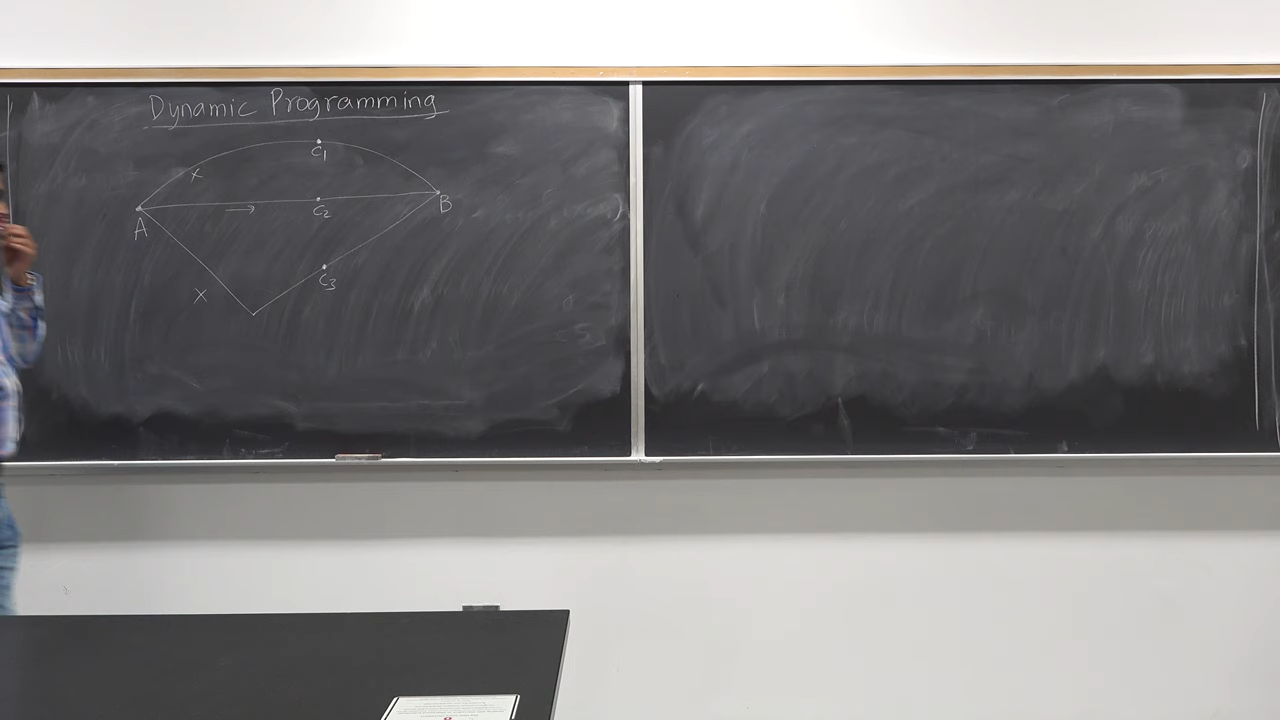 Dynamic Programming
C1
x
A
→
C2
B
C3
x